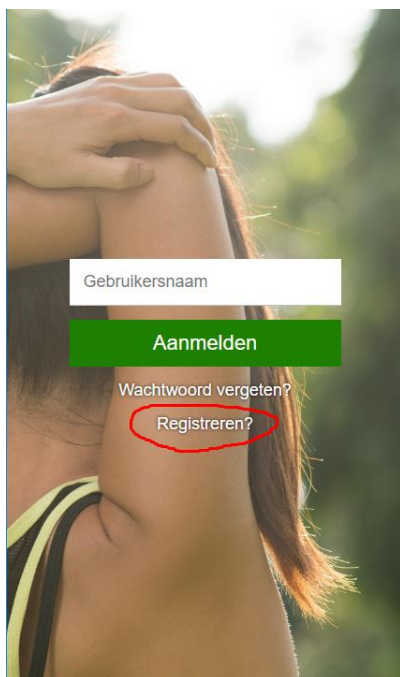 Gebruikersnaam
Aanmelden
Wachtwoord vergeten?
Registreren?